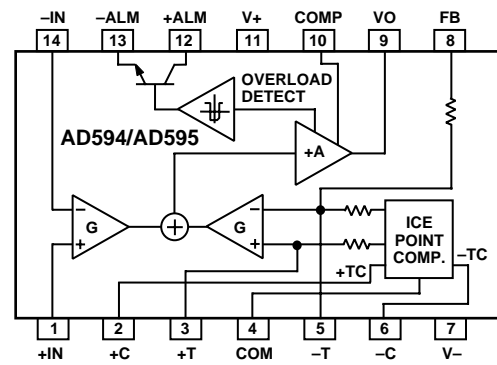 –IN –ALM +ALM V+ COMP VO FB
14 13 12 11 10 9 8
OVERLOAD
DETECT
AD594/AD595
+A
– –
G G
+ +
+
ICE
POINT
COMP.
–TC
+TC
1 2 3 4 5 6 7
+IN +C +T COM –T –C V–